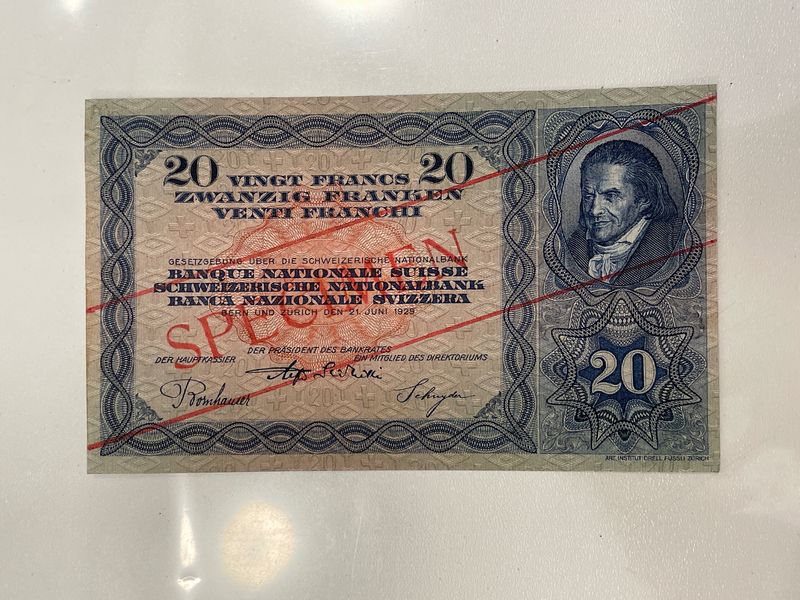 20 VINGT FRANCS 20
ZWANZIG FRANKEN
VENTI FRANCHI
GESETZGEBUNG ÜBER DIE SCHWEIZERISCHE NATIONALBANK
BANQUE NATIONALE SUISSE
SCHWEIZERISCHE NATIONALBANK
BANCA NAZIONALE SVIZZERA
BERN UND ZÜRICH DEN 21. JUNI 1929
SPECIMEN
DER PRÄSIDENT DES BANKRATES
DER HAUPTKASSIER EIN MITGLIED DES DIREKTORIUMS
Bornhauser Schnyder
20
ART. INSTITUT ORELL FÜSSLI ZÜRICH